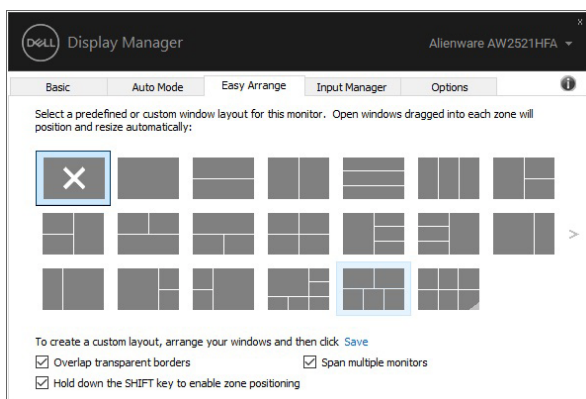 DELL Display Manager
Alienware AW2521HFA
Basic
Auto Mode
Easy Arrange
Input Manager
Options
Select a predefined or custom window layout for this monitor. Open windows dragged into each zone will
position and resize automatically:
To create a custom layout, arrange your windows and then click Save
Overlap transparent borders
Span multiple monitors
Hold down the SHIFT key to enable zone positioning